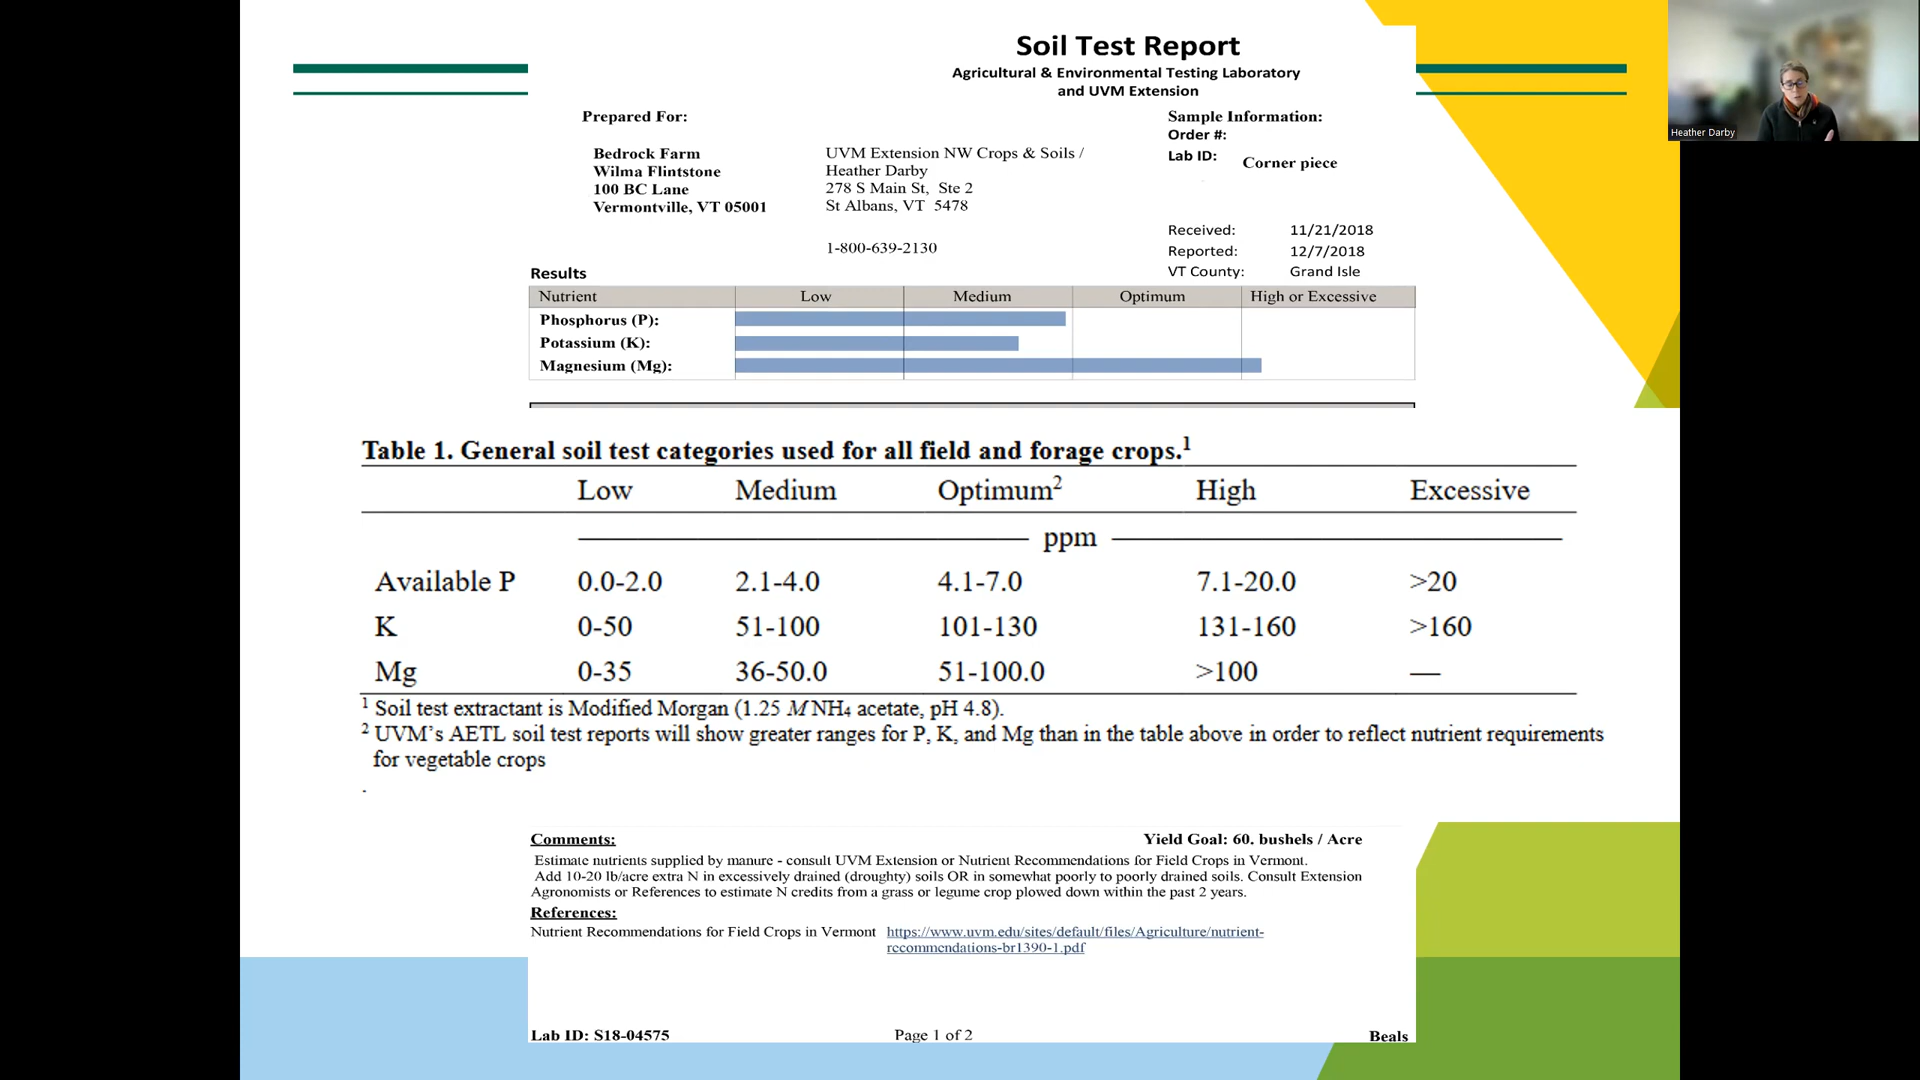 Soil Test Report
Agricultural & Environmental Testing Laboratory
and UVM Extension
Prepared For:
Bedrock Farm
Wilma Flintstone
100 BC Lane
Vermontville, VT 05001
UVM Extension NW Crops & Soils /
Heather Darby
278 S Main St, Ste 2
St Albans, VT 5478
1-800-639-2130
Sample Information:
Order #:
Lab ID: Corner piece
Received: 11/21/2018
Reported: 12/7/2018
VT County: Grand Isle
Heather Darby
Results
Nutrient Low Medium Optimum High or Excessive
Phosphorus (P):
Potassium (K):
Magnesium (Mg):
Table 1. General soil test categories used for all field and forage crops.1
Low Medium Optimum2 High Excessive
ppm
Available P 0.0-2.0 2.1-4.0 4.1-7.0 7.1-20.0 >20
K 0-50 51-100 101-130 131-160 >160
Mg 0-35 36-50.0 51-100.0 >100 —
1 Soil test extractant is Modified Morgan (1.25 M NH4 acetate, pH 4.8).
2 UVM's AETL soil test reports will show greater ranges for P, K, and Mg than in the table above in order to reflect nutrient requirements
for vegetable crops
.
Comments: Yield Goal: 60. bushels / Acre
Estimate nutrients supplied by manure - consult UVM Extension or Nutrient Recommendations for Field Crops in Vermont.
Add 10-20 lb/acre extra N in excessively drained (droughty) soils OR in somewhat poorly to poorly drained soils. Consult Extension
Agronomists or References to estimate N credits from a grass or legume crop plowed down within the past 2 years.
References:
Nutrient Recommendations for Field Crops in Vermont https://www.uvm.edu/sites/default/files/Agriculture/nutrient-
recommendations-br1390-1.pdf
Lab ID: S18-04575 Page 1 of 2 Beals